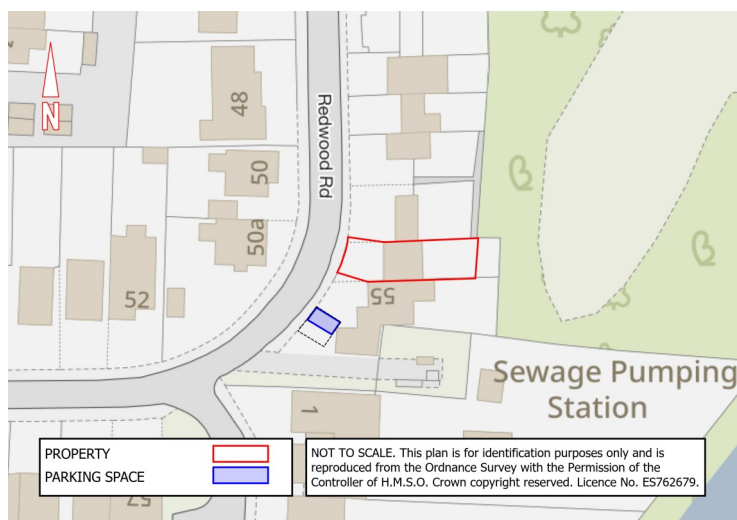 N
48
Redwood Rd
50
50a
52
55
Sewage Pumping
Station
1
57
PROPERTY
PARKING SPACE
NOT TO SCALE. This plan is for identification purposes only and is
reproduced from the Ordnance Survey with the Permission of the
Controller of H.M.S.O. Crown copyright reserved. Licence No. ES762679.